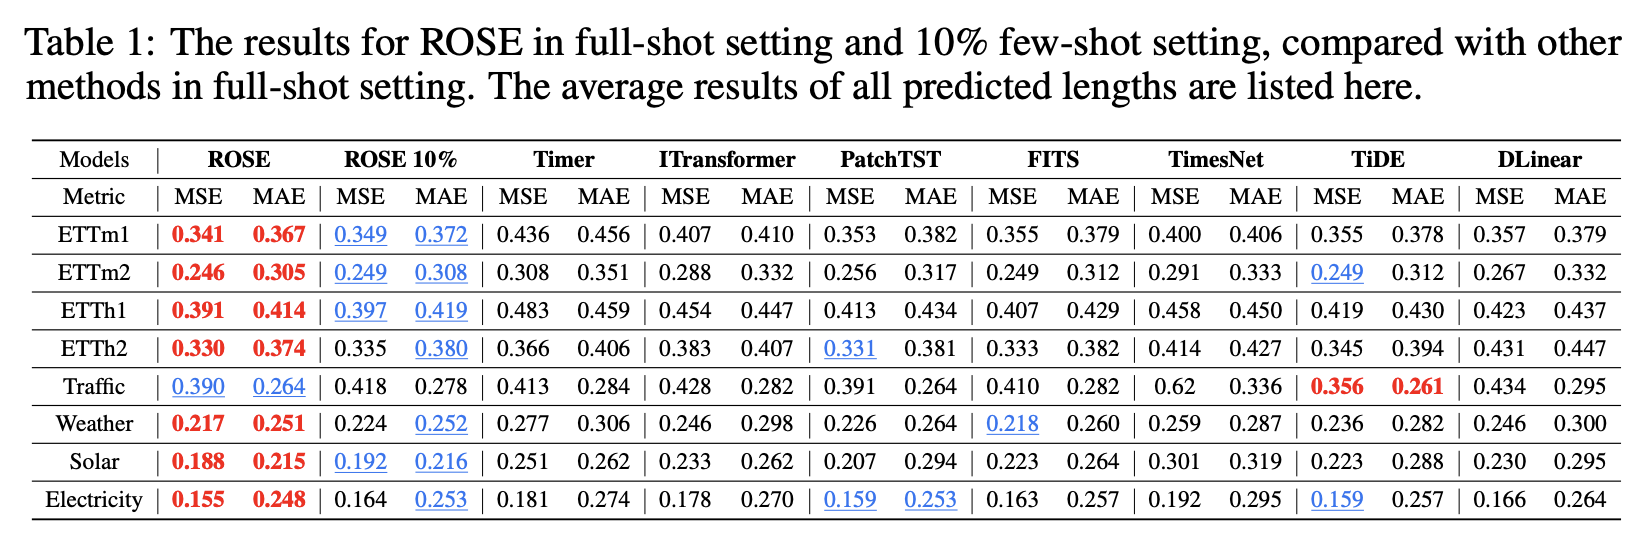 Table 1: The results for ROSE in full-shot setting and 10% few-shot setting, compared with other
methods in full-shot setting. The average results of all predicted lengths are listed here.
Models ROSE ROSE 10% Timer ITransformer PatchTST FITS TimesNet TiDE DLinear
Metric MSE MAE MSE MAE MSE MAE MSE MAE MSE MAE MSE MAE MSE MAE MSE MAE MSE MAE
ETTm1 0.341 0.367 0.349 0.372 0.436 0.456 0.407 0.410 0.353 0.382 0.355 0.379 0.400 0.406 0.355 0.378 0.357 0.379
ETTm2 0.246 0.305 0.249 0.308 0.308 0.351 0.288 0.332 0.256 0.317 0.249 0.312 0.291 0.333 0.249 0.312 0.267 0.332
ETTh1 0.391 0.414 0.397 0.419 0.483 0.459 0.454 0.447 0.413 0.434 0.407 0.429 0.458 0.450 0.419 0.430 0.423 0.437
ETTh2 0.330 0.374 0.335 0.380 0.366 0.406 0.383 0.407 0.331 0.381 0.333 0.382 0.414 0.427 0.345 0.394 0.431 0.447
Traffic 0.390 0.264 0.418 0.278 0.413 0.284 0.428 0.282 0.391 0.264 0.410 0.282 0.62 0.336 0.356 0.261 0.434 0.295
Weather 0.217 0.251 0.224 0.252 0.277 0.306 0.246 0.298 0.226 0.264 0.218 0.260 0.259 0.287 0.236 0.282 0.246 0.300
Solar 0.188 0.215 0.192 0.216 0.251 0.262 0.233 0.262 0.207 0.294 0.223 0.264 0.301 0.319 0.223 0.288 0.230 0.295
Electricity 0.155 0.248 0.164 0.253 0.181 0.274 0.178 0.270 0.159 0.253 0.163 0.257 0.192 0.295 0.159 0.257 0.166 0.264